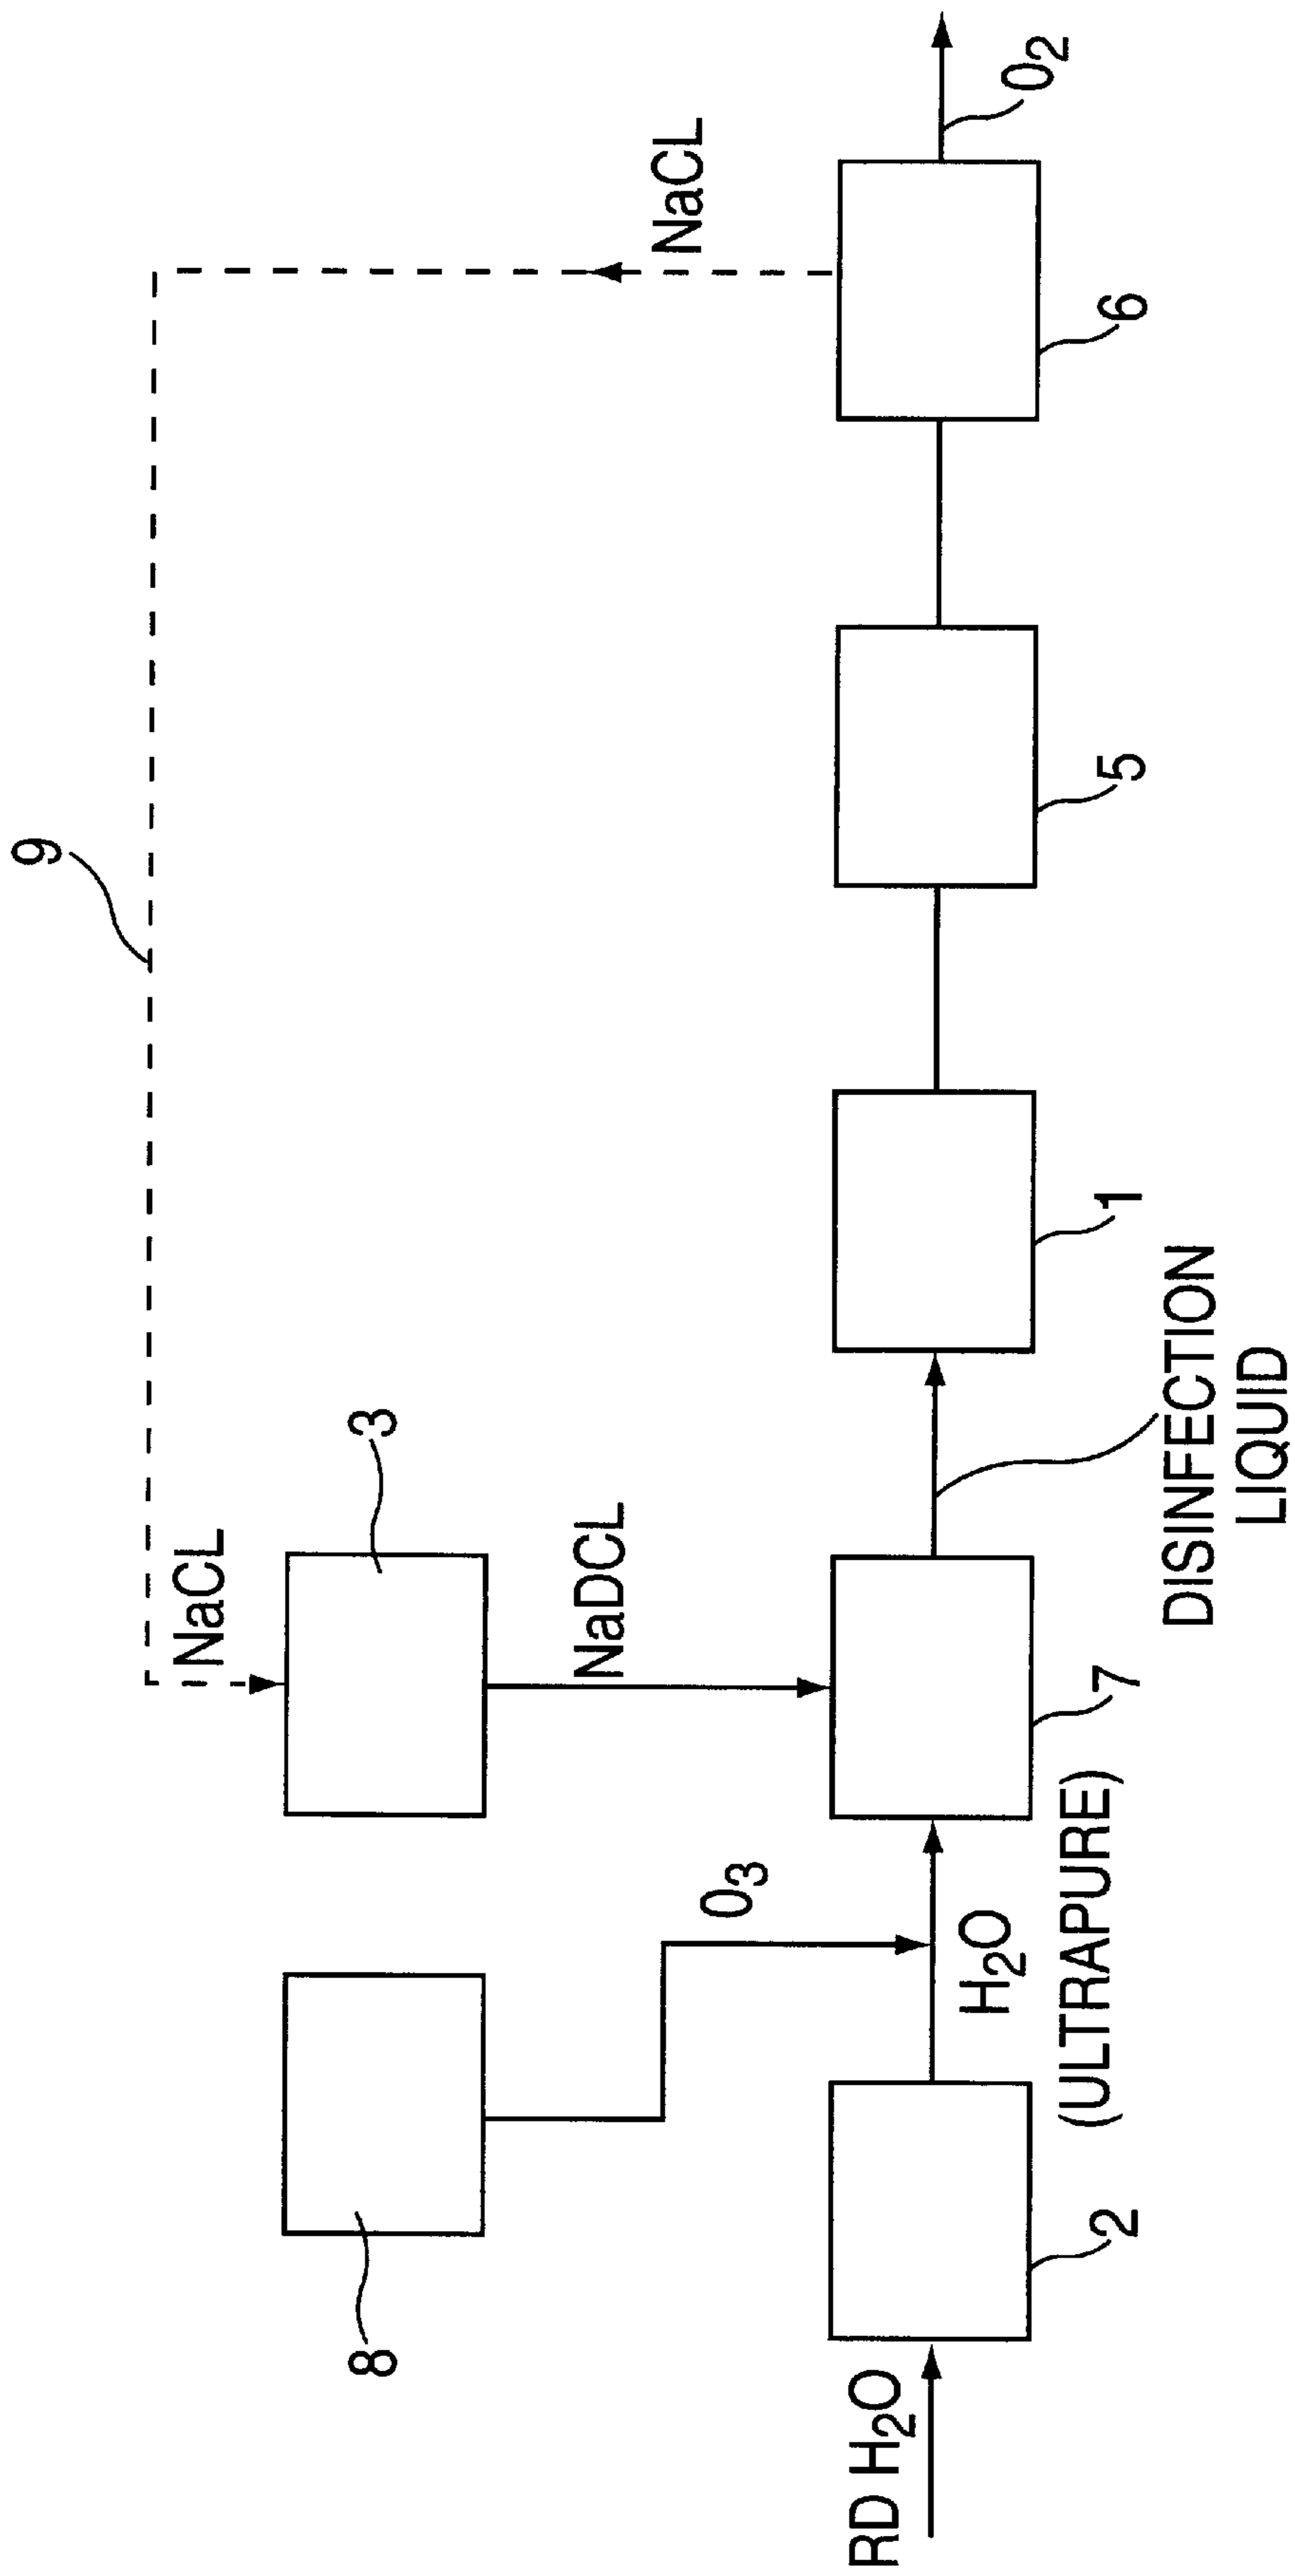 9
NaCL
NaCL
3
8
NaDCL
O3
O2
RD H2O
H2O
(ULTRAPURE)
2
7
DISINFECTION
LIQUID
1
5
6